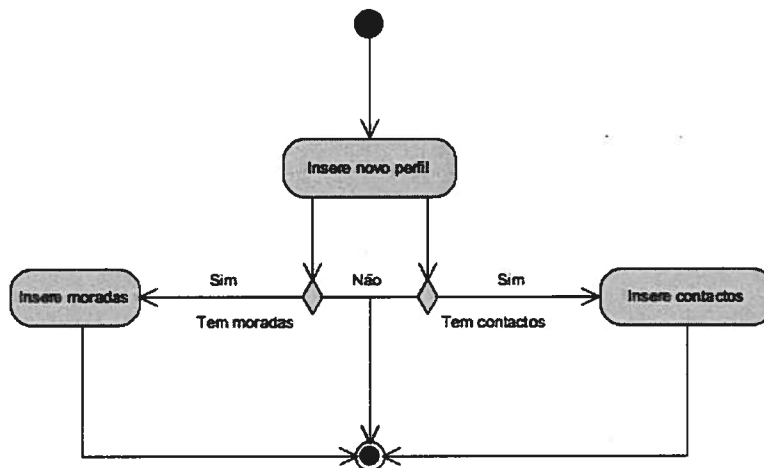 Insere novo perfil
Sim
Não
Sim
Insere moradas
Insere contactos
Tem moradas
Tem contactos